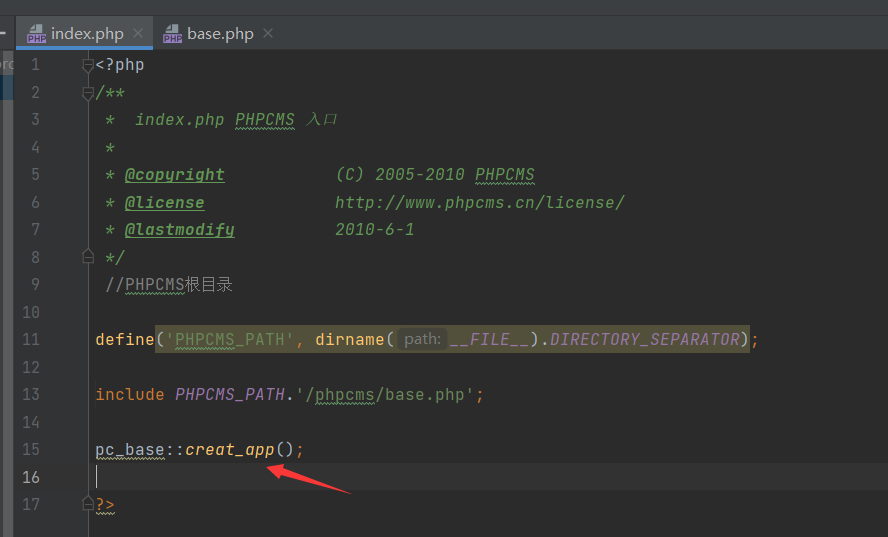 index.php
base.php
1 <?php
2 /**
3 * index.php PHPCMS 入口
4 *
5 * @copyright (C) 2005-2010 PHPCMS
6 * @license http://www.phpcms.cn/license/
7 * @lastmodify 2010-6-1
8 */
9 //PHPCMS根目录
10
11 define('PHPCMS_PATH', dirname( path: __FILE__).DIRECTORY_SEPARATOR);
12
13 include PHPCMS_PATH.'/phpcms/base.php';
14
15 pc_base::creat_app();
16
17 ?>